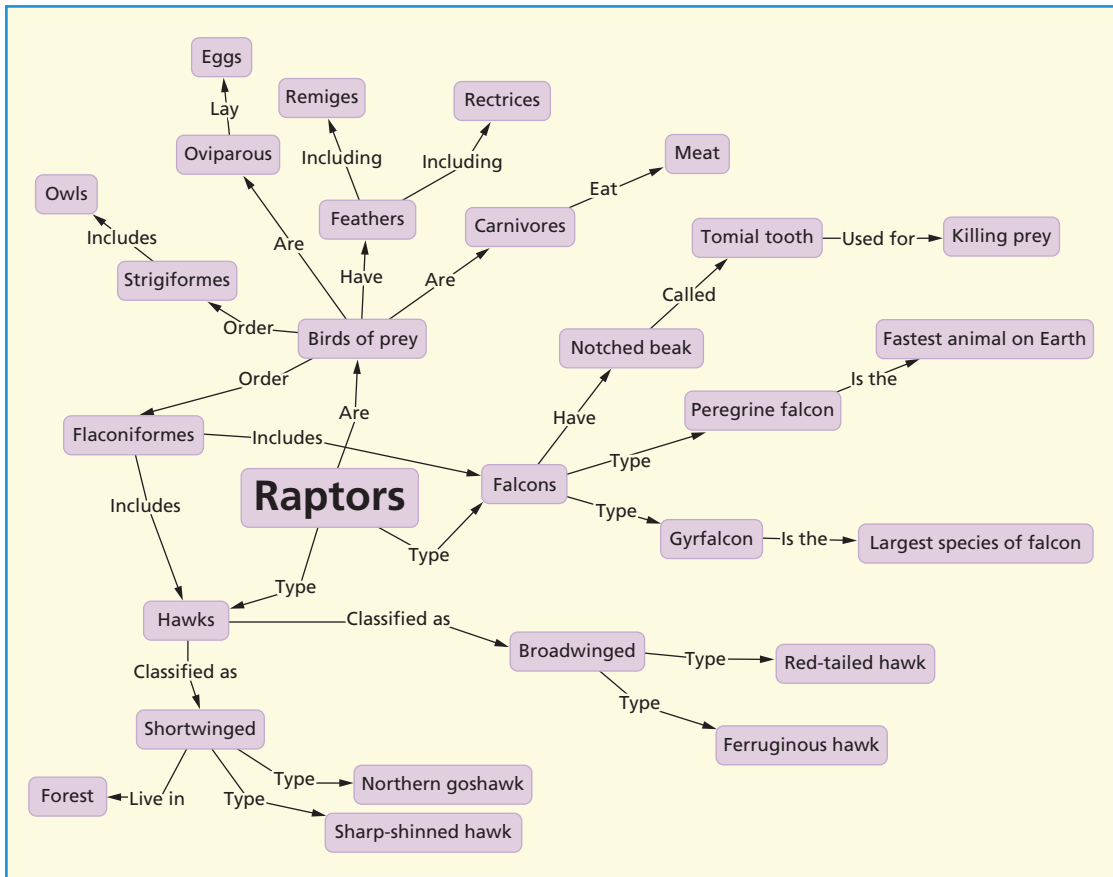 Eggs
Lay
Remiges
Rectrices
Oviparous
Including
Including
Meat
Owls
Eat
Includes
Feathers
Carnivores
Tomial tooth
Used for
Killing prey
Are
Strigiformes
Have
Are
Called
Order
Birds of prey
Notched beak
Fastest animal on Earth
Order
Is the
Are
Have
Peregrine falcon
Flaconiformes
Includes
Type
Raptors
Falcons
Includes
Type
Type
Gyrfalcon
Is the
Largest species of falcon
Type
Hawks
Classified as
Broadwinged
Type
Red-tailed hawk
Classified as
Type
Shortwinged
Ferruginous hawk
Type
Northern goshawk
Forest
Live in
Type
Sharp-shinned hawk